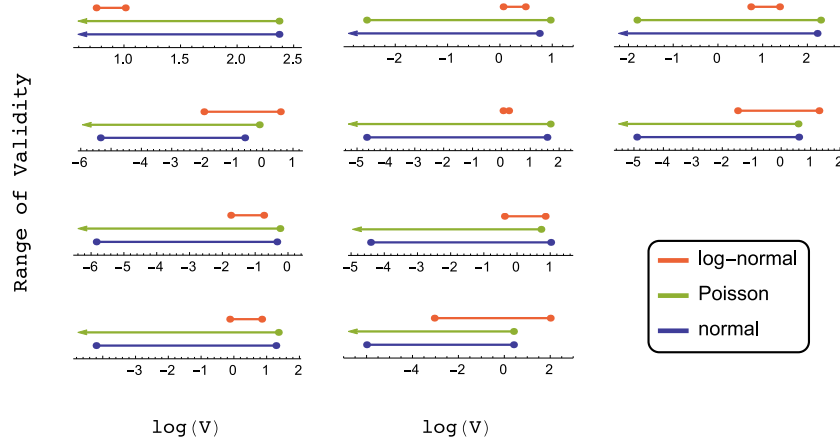 1.0 1.5 2.0 2.5
−2 −1 0 1
−2 −1 0 1 2
−6 −4 −3 −2 −1 0 1
−5 −4 −3 −2 −1 0 1 2
−5 −4 −3 −2 −1 0 1 2
−6 −5 −4 −3 −2 −1 0
−5 −4 −3 −2 −1 0 1
−4 −3 −2 −1 0 1 2
−4 −2 0 2
Range of Validity
log−normal
Poisson
normal
log(V)
log(V)